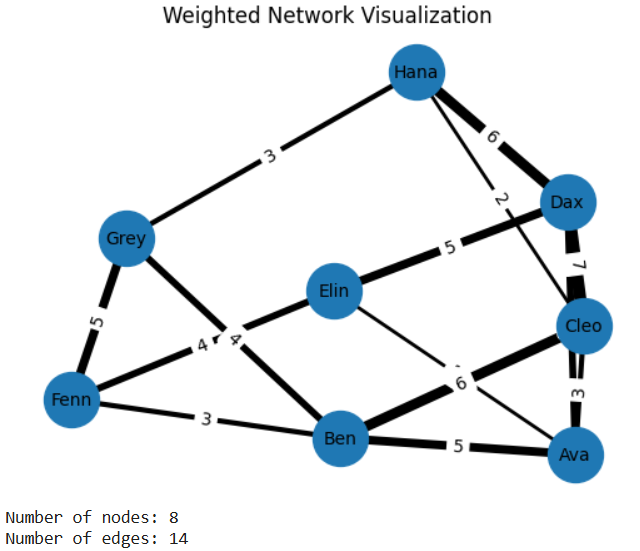 Weighted Network Visualization
Hana
6
3
2
Dax
Grey
5
7
Elin
5
Cleo
4
4
6
3
Fenn
3
Ben
5
Ava
Number of nodes: 8
Number of edges: 14